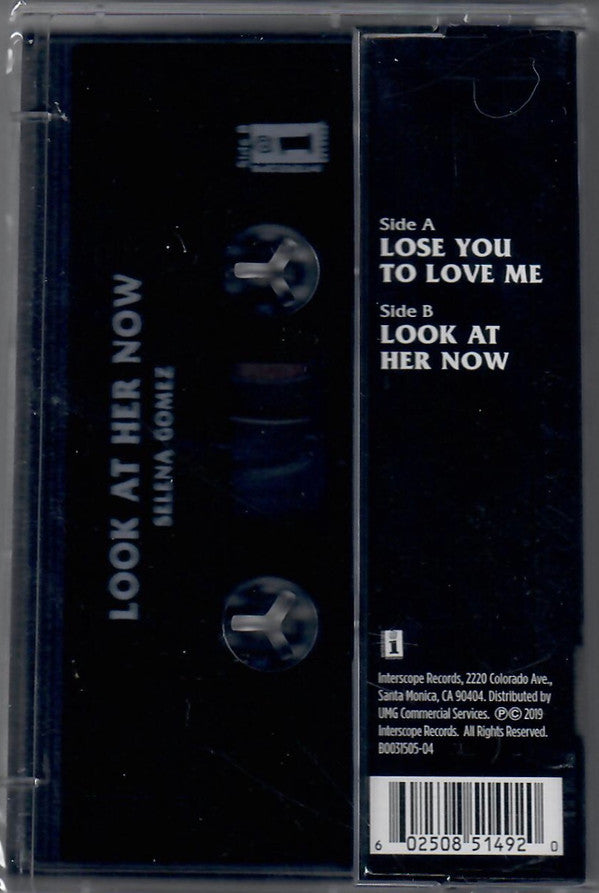 Side B
i
LOOK AT HER NOW
SELENA GOMEZ
Side A
LOSE YOU
TO LOVE ME
Side B
LOOK AT
HER NOW
i
Interscope Records, 2220 Colorado Ave.,
Santa Monica, CA 90404. Distributed by
UMG Commercial Services. ℗© 2019
Interscope Records. All Rights Reserved.
B0031505-04
6 02508 51492 0